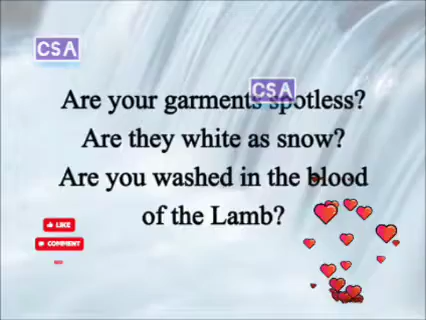 CSA
CSA
Are your garments spotless?
Are they white as snow?
Are you washed in the blood
of the Lamb?
LIKE
COMMENT